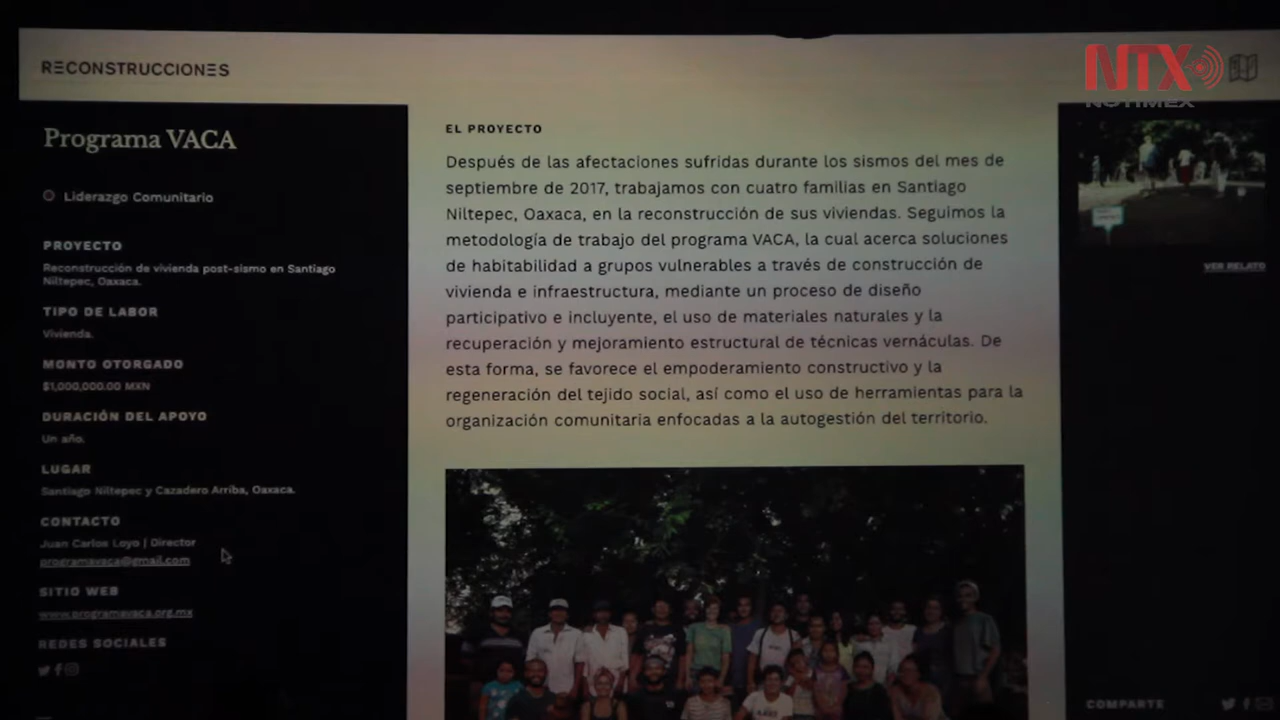 RECONSTRUCCIONES
NTX
NOTIMEX
Programa VACA
Liderazgo Comunitario
PROYECTO
Reconstrucción de vivienda post-sismo en Santiago
Niltepec, Oaxaca.
TIPO DE LABOR
Vivienda.
MONTO OTORGADO
$1,000,000.00 MXN
DURACIÓN DEL APOYO
Un año.
LUGAR
Santiago Niltepec y Cazadero Arriba, Oaxaca.
CONTACTO
Juan Carlos Loyo | Director
programavaca@gmail.com
SITIO WEB
www.programavaca.org.mx
REDES SOCIALES
EL PROYECTO
Después de las afectaciones sufridas durante los sismos del mes de
septiembre de 2017, trabajamos con cuatro familias en Santiago
Niltepec, Oaxaca, en la reconstrucción de sus viviendas. Seguimos la
metodología de trabajo del programa VACA, la cual acerca soluciones
de habitabilidad a grupos vulnerables a través de construcción de
vivienda e infraestructura, mediante un proceso de diseño
participativo e incluyente, el uso de materiales naturales y la
recuperación y mejoramiento estructural de técnicas vernáculas. De
esta forma, se favorece el empoderamiento constructivo y la
regeneración del tejido social, así como el uso de herramientas para la
organización comunitaria enfocadas a la autogestión del territorio.
VER RELATO
COMPARTE